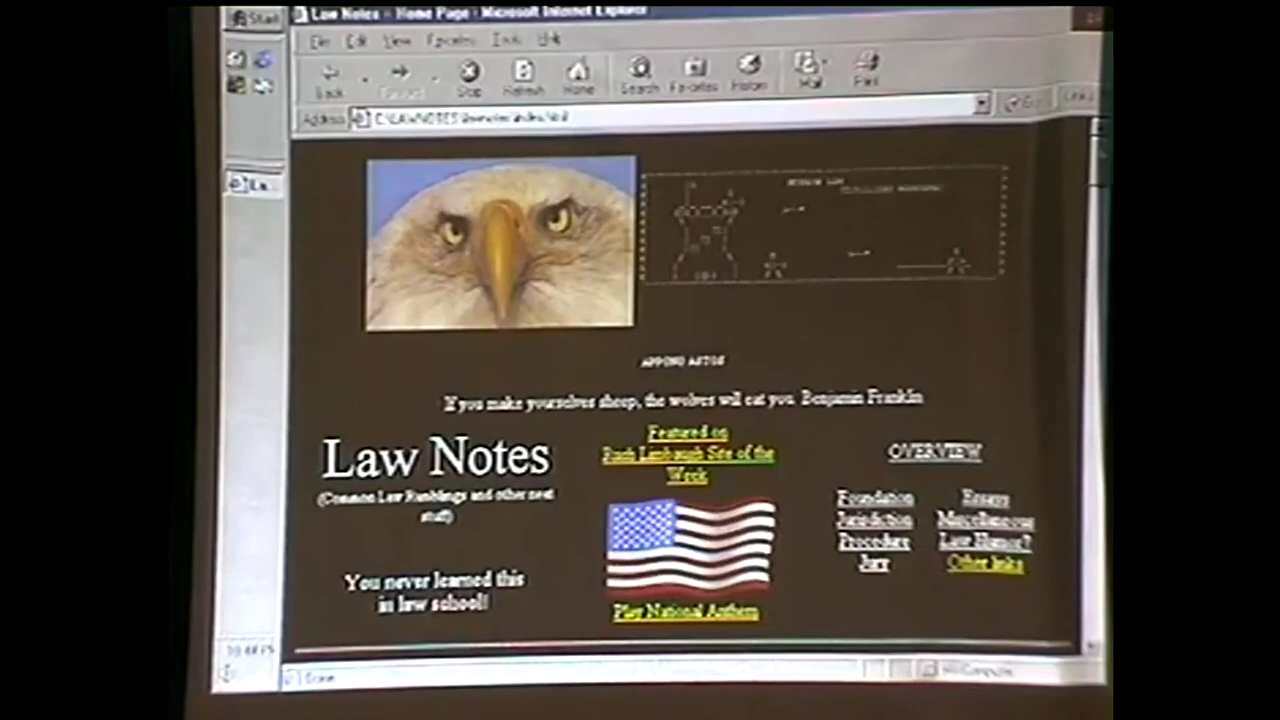 Start
Law Notes - Home Page - Microsoft Internet Explorer
File Edit View Favorites Tools Help
Back Forward Stop Refresh Home Search Favorites History Mail Print
Address Go Links
If you make yourselves sheep, the wolves will eat you. Benjamin Franklin
Law Notes
(Common Law Ramblings and other neat
stuff)
You never learned this
in law school!
Featured on
Rush Limbaugh Site of the
Week
Play National Anthem
OVERVIEW
Foundation
Jurisdiction
Procedure
Jury
Essays
Miscellaneous
Law Humor?
Other links
Done